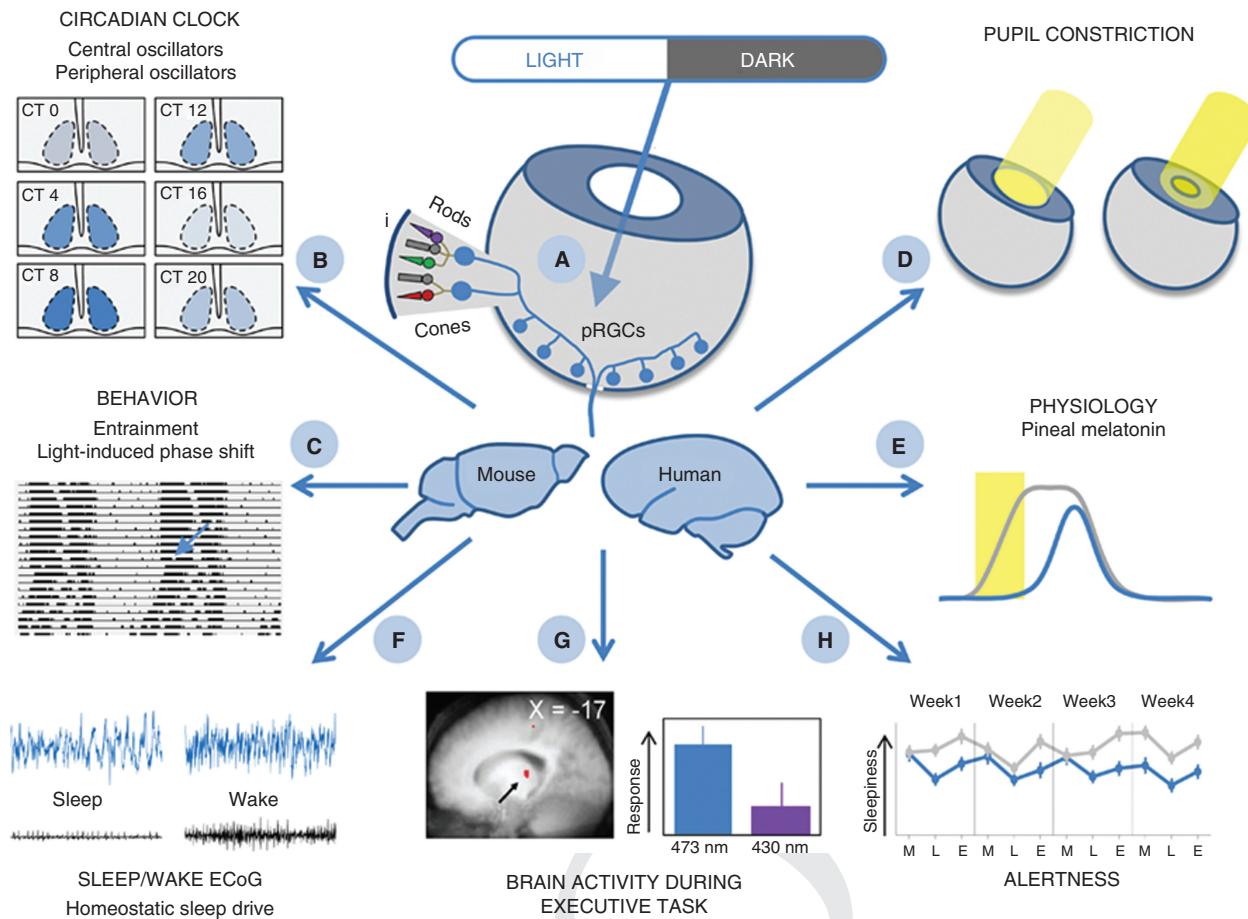 CIRCADIAN CLOCK
Central oscillators
Peripheral oscillators
CT 0
CT 12
CT 4
CT 16
CT 8
CT 20
B
LIGHT
DARK
i
Rods
Cones
A
pRGCs
PUPIL CONSTRICTION
D
BEHAVIOR
Entrainment
Light-induced phase shift
C
Mouse
Human
E
PHYSIOLOGY
Pineal melatonin
F
G
H
Sleep
Wake
SLEEP/WAKE ECoG
Homeostatic sleep drive
X = -17
Response
473 nm
430 nm
BRAIN ACTIVITY DURING
EXECUTIVE TASK
Week1
Week2
Week3
Week4
Sleepiness
M L E M L E M L E M L E
ALERTNESS